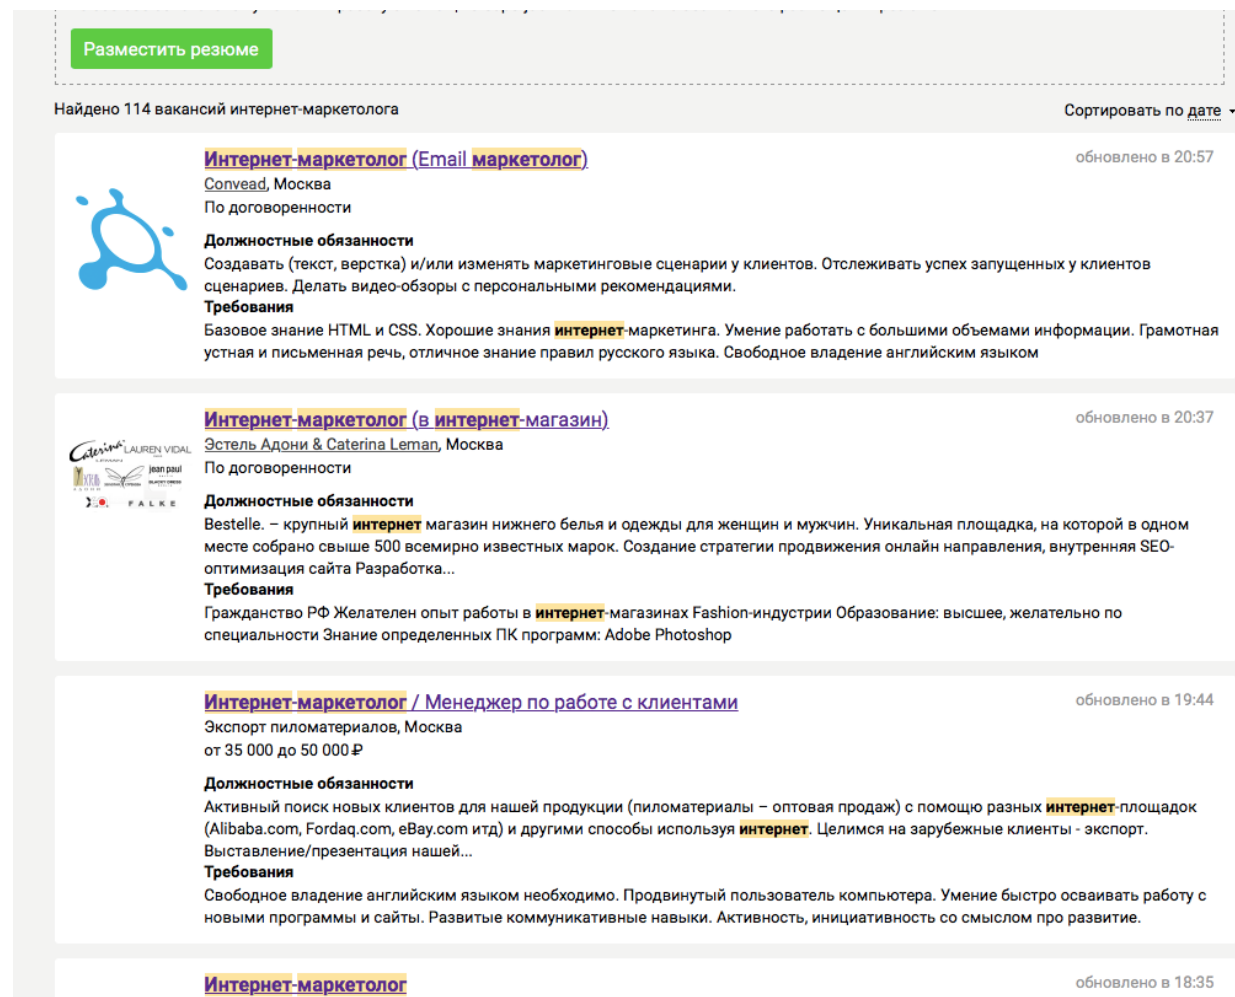 Разместить резюме
Найдено 114 вакансий интернет-маркетолога
Сортировать по дате
Интернет-маркетолог (Email маркетолог)
обновлено в 20:57
Convead, Москва
По договоренности
Должностные обязанности
Создавать (текст, верстка) и/или изменять маркетинговые сценарии у клиентов. Отслеживать успех запущенных у клиентов
сценариев. Делать видео-обзоры с персональными рекомендациями.
Требования
Базовое знание HTML и CSS. Хорошие знания интернет-маркетинга. Умение работать с большими объемами информации. Грамотная
устная и письменная речь, отличное знание правил русского языка. Свободное владение английским языком
Интернет-маркетолог (в интернет-магазин)
обновлено в 20:37
Caterina
LAUREN VIDAL
jean paul
FALKE
Эстель Адони & Caterina Leman, Москва
По договоренности
Должностные обязанности
Bestelle. – крупный интернет магазин нижнего белья и одежды для женщин и мужчин. Уникальная площадка, на которой в одном
месте собрано свыше 500 всемирно известных марок. Создание стратегии продвижения онлайн направления, внутренняя SEO-
оптимизация сайта Разработка...
Требования
Гражданство РФ Желателен опыт работы в интернет-магазинах Fashion-индустрии Образование: высшее, желательно по
специальности Знание определенных ПК программ: Adobe Photoshop
Интернет-маркетолог / Менеджер по работе с клиентами
обновлено в 19:44
Экспорт пиломатериалов, Москва
от 35 000 до 50 000 ₽
Должностные обязанности
Активный поиск новых клиентов для нашей продукции (пиломатериалы – оптовая продаж) с помощю разных интернет-площадок
(Alibaba.com, Fordaq.com, eBay.com итд) и другими способы используя интернет. Целимся на зарубежные клиенты - экспорт.
Выставление/презентация нашей...
Требования
Свободное владение английским языком необходимо. Продвинутый пользователь компьютера. Умение быстро осваивать работу с
новыми программы и сайты. Развитые коммуникативные навыки. Активность, инициативность со смыслом про развитие.
Интернет-маркетолог
обновлено в 18:35